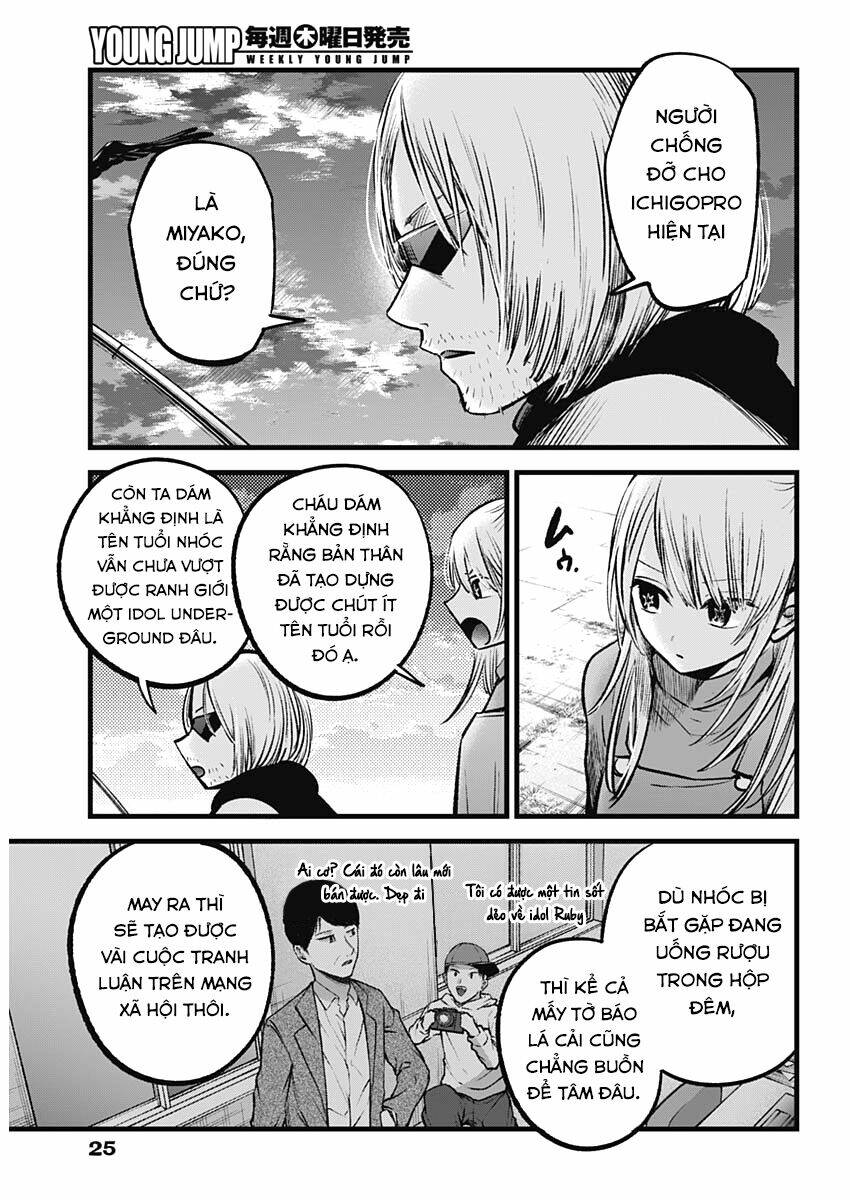 YOUNG JUMP 毎週木曜日発売
WEEKLY YOUNG JUMP
NGƯỜI
CHỐNG
ĐỠ CHO
ICHIGOPRO
HIỆN TẠI
LÀ
MIYAKO,
ĐÚNG
CHỨ?
むぅ。
CHÁU DÁM
KHẲNG ĐỊNH
RẰNG BẢN THÂN
ĐÃ TẠO DỰNG
ĐƯỢC CHÚT ÍT
TÊN TUỔI RỒI
ĐÓ Ạ.
CÒN TA DÁM
KHẲNG ĐỊNH LÀ
TÊN TUỔI NHÓC
VẪN CHƯA VƯỢT
ĐƯỢC RANH GIỚI
MỘT IDOL UNDER-
GROUND ĐÂU.
DÙ NHÓC BỊ
BẮT GẶP ĐANG
UỐNG RƯỢU
TRONG HỘP
ĐÊM,
THÌ KỂ CẢ
MẤY TỜ BÁO
LÁ CẢI CŨNG
CHẲNG BUỒN
ĐỂ TÂM ĐÂU.
Tôi có được một tin sốt
dẻo về idol Ruby
Ai cơ? Cái đó còn lâu mới
bán được. Dẹp đi
MAY RA THÌ
SẼ TẠO ĐƯỢC
VÀI CUỘC TRANH
LUẬN TRÊN MẠNG
XÃ HỘI THÔI.
25